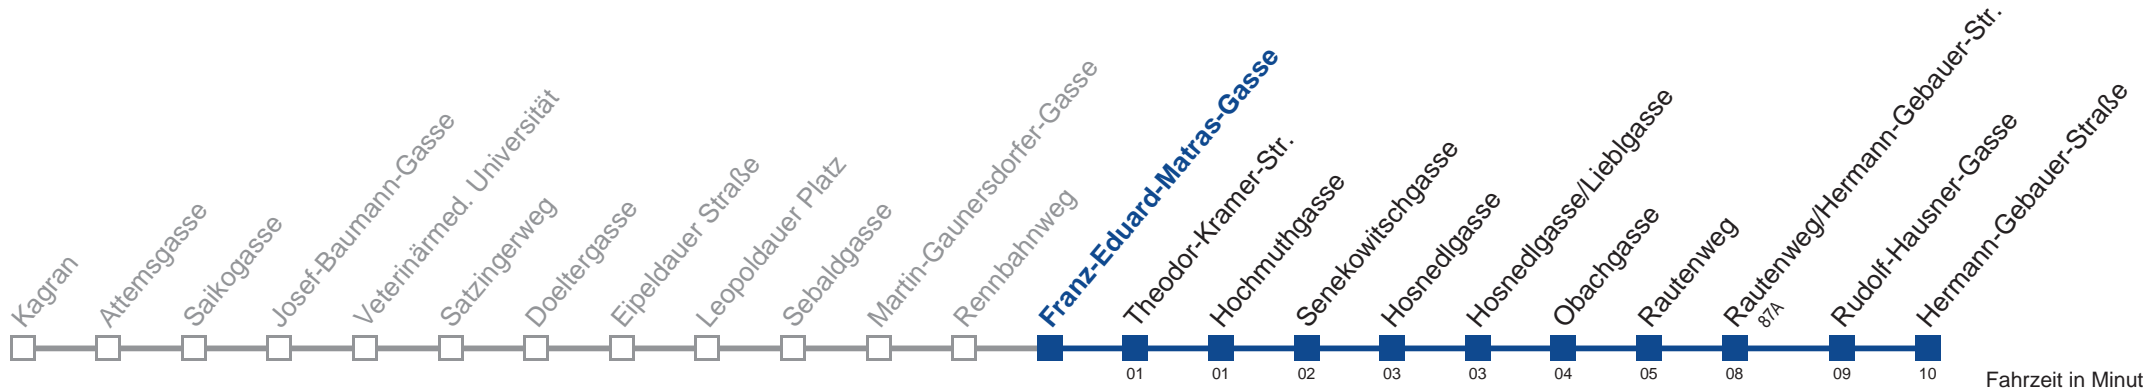 Kagran
Attemsgasse
Saikogasse
Josef-Baumann-Gasse
Veterinärmed. Universität
Satzingerweg
Doeltergasse
Eipeldauer Straße
Leopoldauer Platz
Sebaldgasse
Martin-Gaunersdorfer-Gasse
Rennbahnweg
Franz-Eduard-Matras-Gasse
Theodor-Kramer-Str.
Hochmuthgasse
Senekowitschgasse
Hosnedlgasse
Hosnedlgasse/Lieblgasse
Obachgasse
Rautenweg
Rautenweg/Hermann-Gebauer-Str.
87A
Rudolf-Hausner-Gasse
Hermann-Gebauer-Straße
01 01 02 03 03 04 05 08 09 10
Fahrzeit in Minut